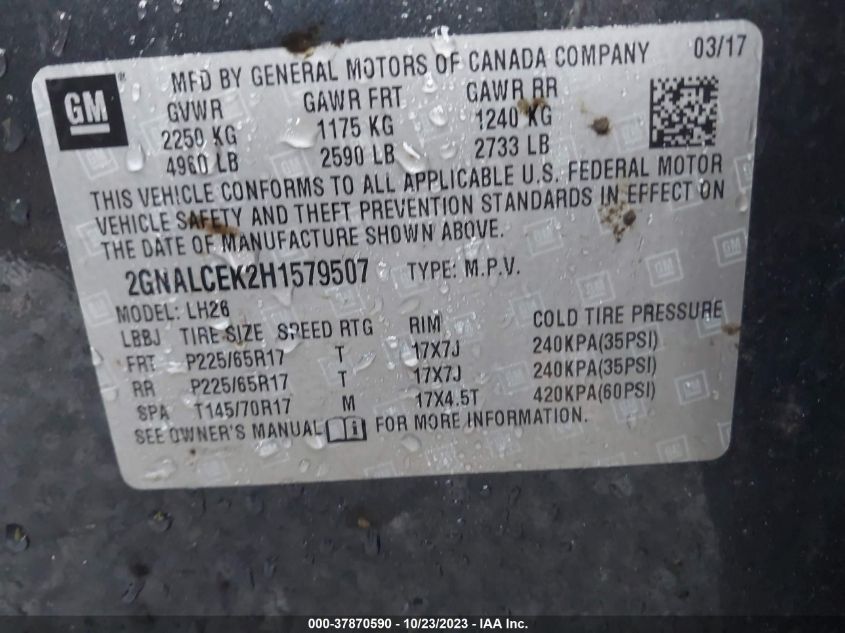 MFD BY GENERAL MOTORS OF CANADA COMPANY 03/17
GM
GVWR GAWR FRT GAWR RR
2250 KG 1175 KG 1240 KG
4960 LB 2590 LB 2733 LB
THIS VEHICLE CONFORMS TO ALL APPLICABLE U.S. FEDERAL MOTOR
VEHICLE SAFETY AND THEFT PREVENTION STANDARDS IN EFFECT ON
THE DATE OF MANUFACTURE SHOWN ABOVE.
2GNALCEK2H1579507 TYPE: M.P.V.
MODEL: LH26
LBBJ TIRE SIZE SPEED RTG RIM COLD TIRE PRESSURE
FRT P225/65R17 T 17X7J 240KPA(35PSI)
RR P225/65R17 T 17X7J 240KPA(35PSI)
SPA T145/70R17 M 17X4.5T 420KPA(60PSI)
SEE OWNER'S MANUAL i FOR MORE INFORMATION.
000-37870590 - 10/23/2023 - IAA Inc.